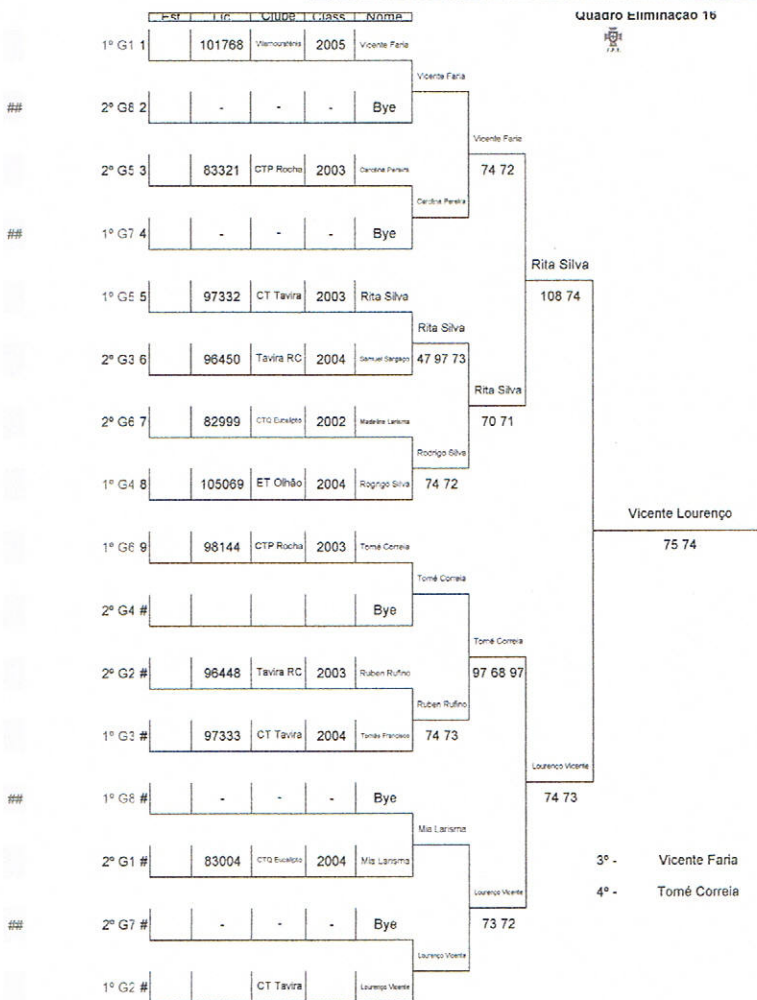 Quadro Eliminacao 16
Est Lic Clube Class Nome
1º G1 1 101768 Vilamouraténis 2005 Vicente Faria
Vicente Faria
## 2º G8 2 - - - Bye
Vicente Faria
2º G5 3 83321 CTP Rocha 2003 Carolina Pereira 74 72
Carolina Pereira
## 1º G7 4 - - - Bye
Rita Silva
1º G5 5 97332 CT Tavira 2003 Rita Silva 108 74
Rita Silva
2º G3 6 96450 Tavira RC 2004 Samuel 47 97 73
Rita Silva
2º G6 7 82999 CTQ Eucalipto 2002 Madeline Larisma 70 71
Rodrigo Silva
1º G4 8 105069 ET Olhão 2004 Rogrigo Silva 74 72
Vicente Lourenço
1º G6 9 98144 CTP Rocha 2003 Tomé Correia 75 74
Tomé Correia
2º G4 # Bye
Tomé Correia
2º G2 # 96448 Tavira RC 2003 Ruben Rufino 97 68 97
Ruben Rufino
1º G3 # 97333 CT Tavira 2004 Tomás Francisco 74 73
Lourenço Vicente
## 1º G8 # - - - Bye 74 73
Mia Larisma
2º G1 # 83004 CTQ Eucalipto 2004 Mia Larisma
3º - Vicente Faria
4º - Tomé Correia
Lourenço Vicente
## 2º G7 # - - - Bye 73 72
Lourenço Vicente
1º G2 # CT Tavira Lourenço Vicente